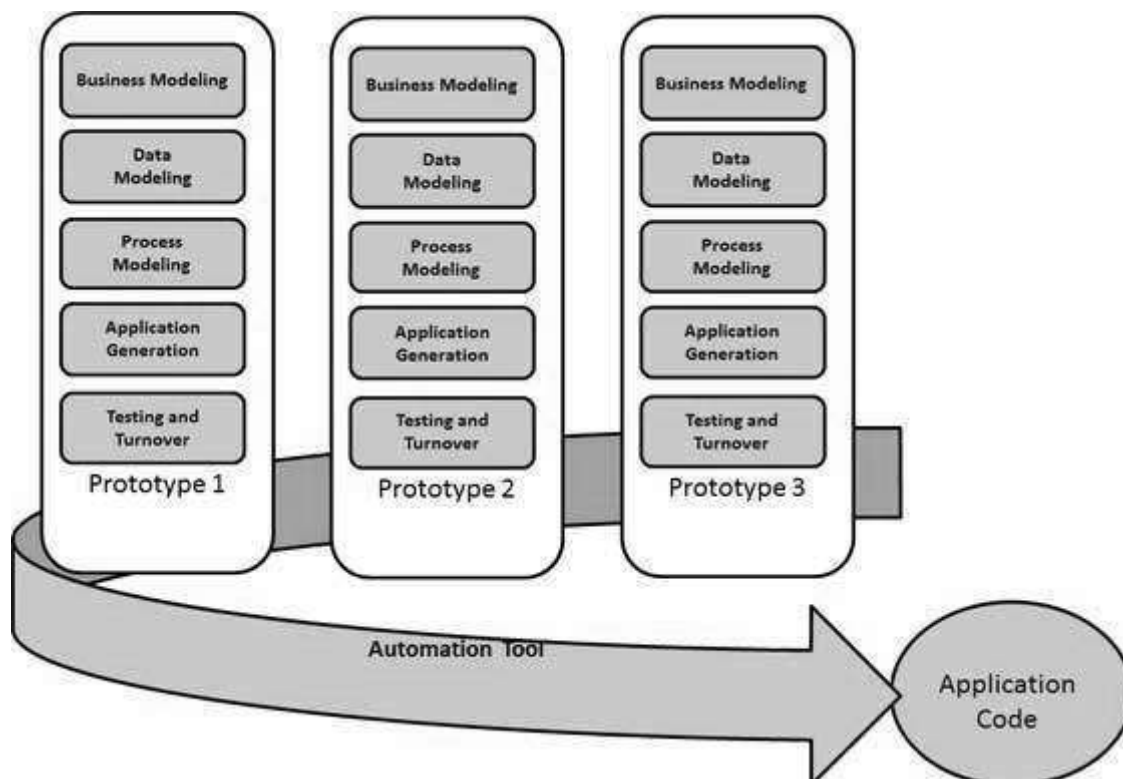 Business Modeling
Data
Modeling
Process
Modeling
Application
Generation
Testing and
Turnover
Prototype 1
Business Modeling
Data
Modeling
Process
Modeling
Application
Generation
Testing and
Turnover
Prototype 2
Business Modeling
Data
Modeling
Process
Modeling
Application
Generation
Testing and
Turnover
Prototype 3
Automation Tool
Application
Code